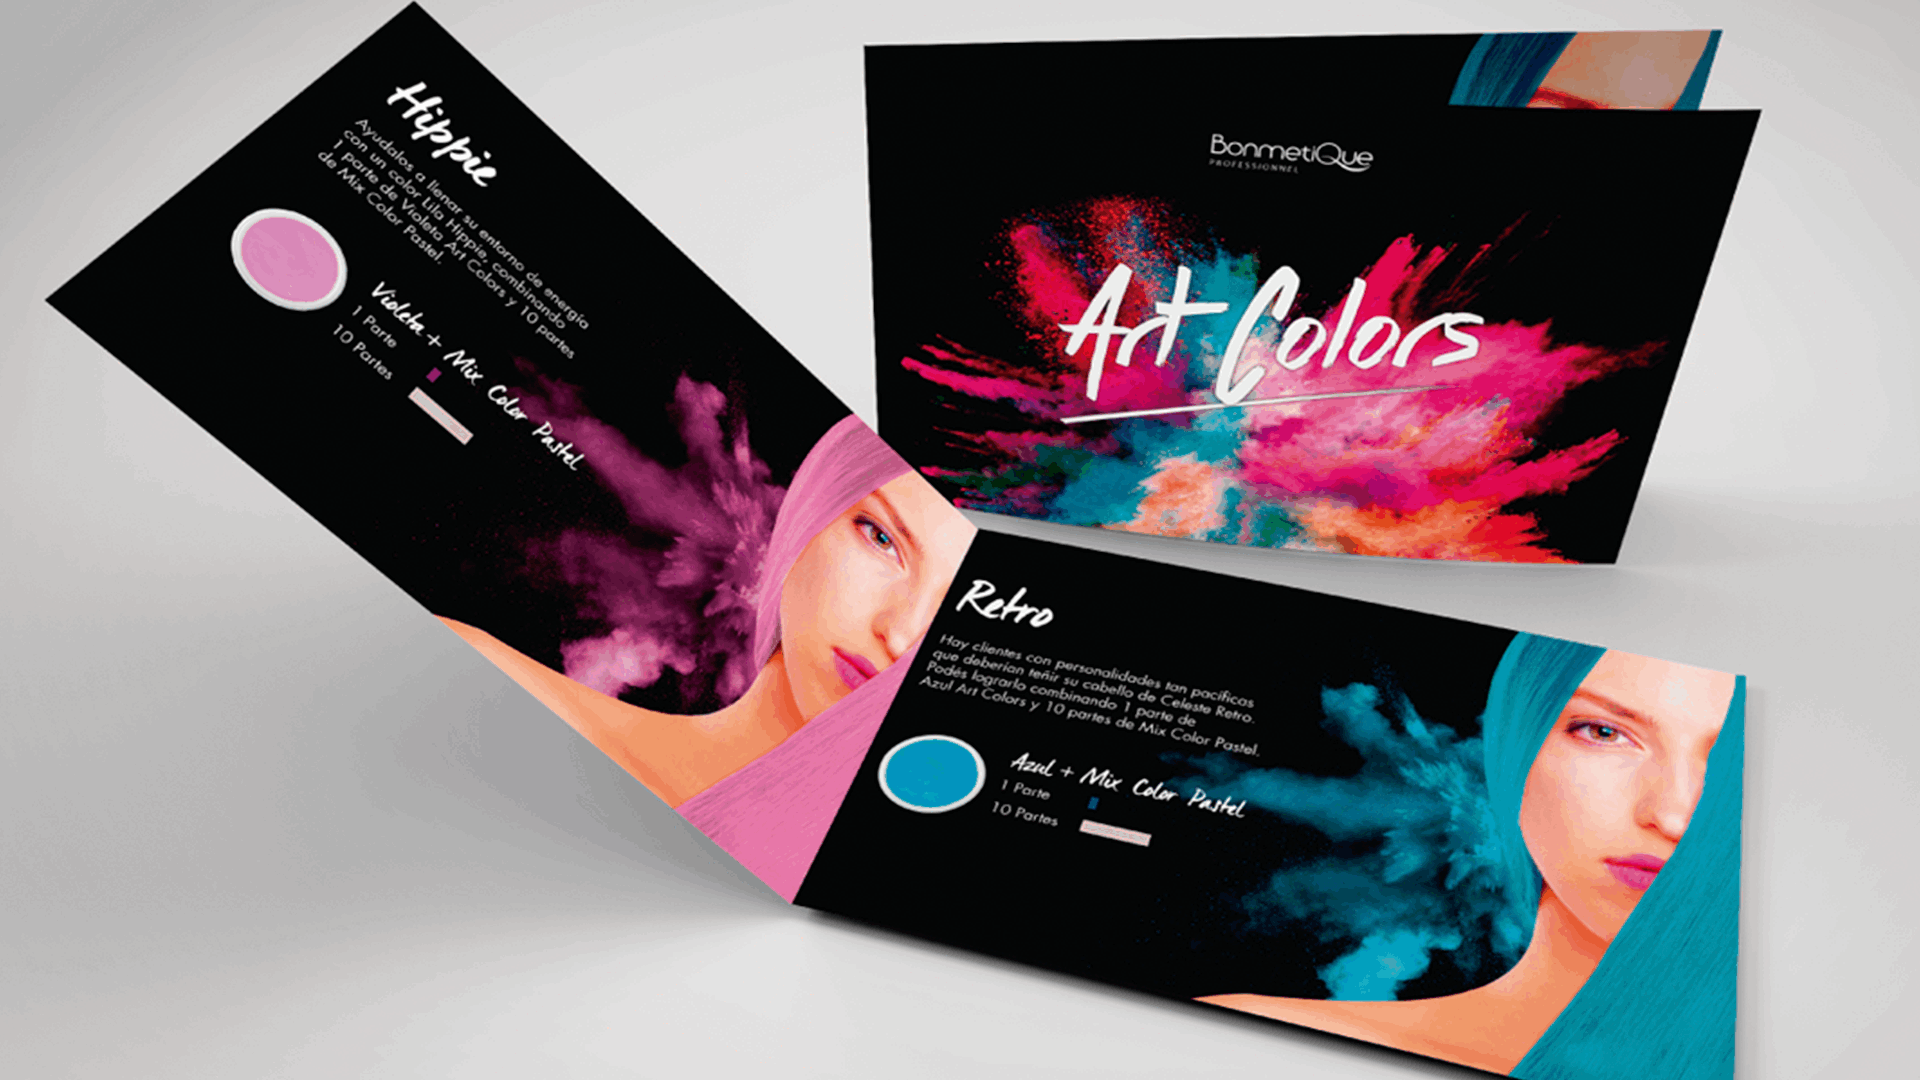 Hippie
Ayudalos a llenar su entorno de energía
con un color Lila Hippie, combinando
1 parte de Violeta Art Colors y 10 partes
de Mix Color Pastel.
Violeta + Mix Color Pastel
1 Parte
10 Partes
BonmetiQue
PROFESSIONNEL
Art Colors
Retro
Hay clientes con personalidades tan pacíficas
que deberían teñir su cabello de Celeste Retro.
Podés lograrlo combinando 1 parte de
Azul Art Colors y 10 partes de Mix Color Pastel.
Azul + Mix Color Pastel
1 Parte
10 Partes